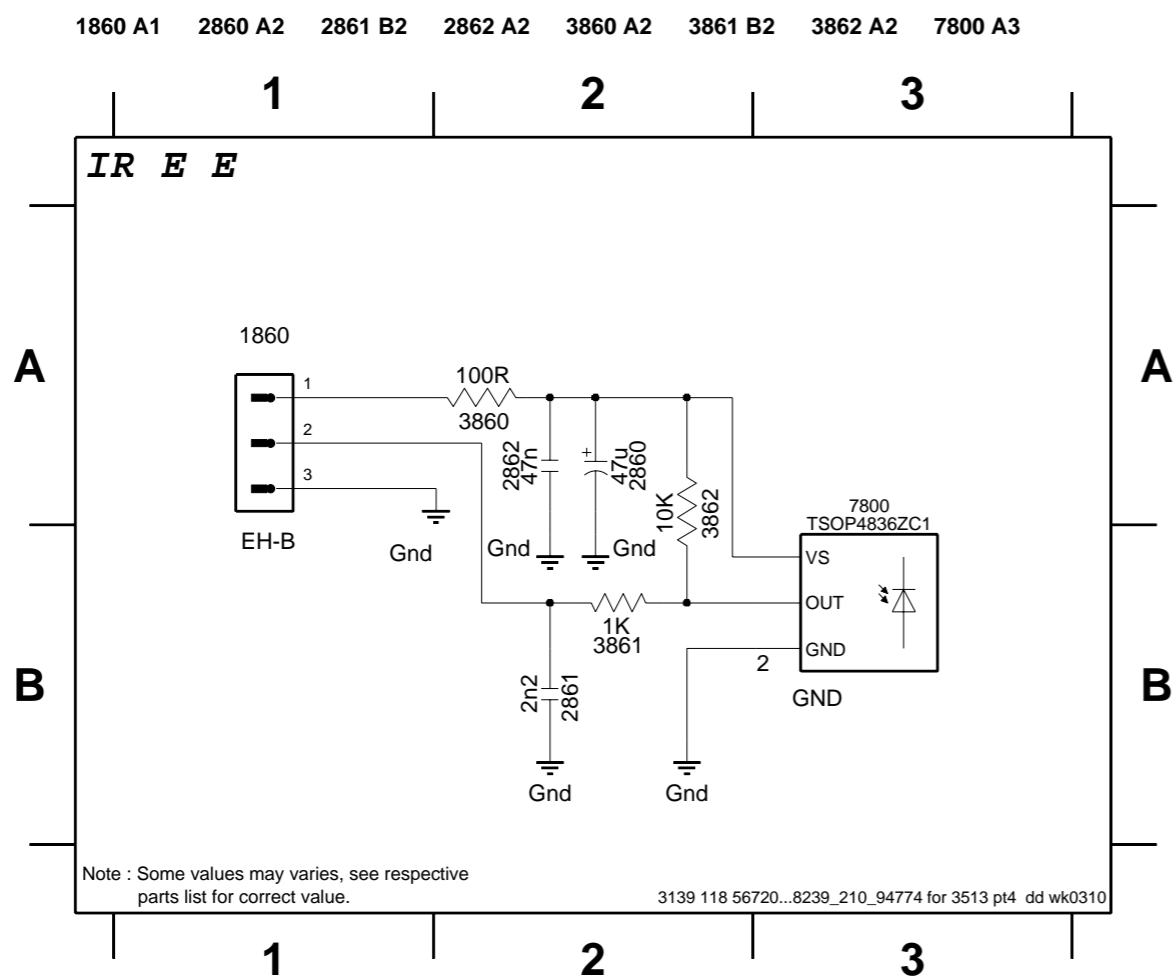 1860 A1 2860 A2 2861 B2 2862 A2 3860 A2 3861 B2 3862 A2 7800 A3
1 2 3
IR E E
A A
1860
1
2
3
EH-B
Gnd
100R
3860
2862
47n
47u
2860
Gnd Gnd
10K
3862
7800
TSOP4836ZC1
VS
OUT
GND
2
GND
1K
3861
2n2
2861
Gnd Gnd
B B
Note : Some values may varies, see respective
parts list for correct value.
3139 118 56720...8239_210_94774 for 3513 pt4 dd wk0310
1 2 3